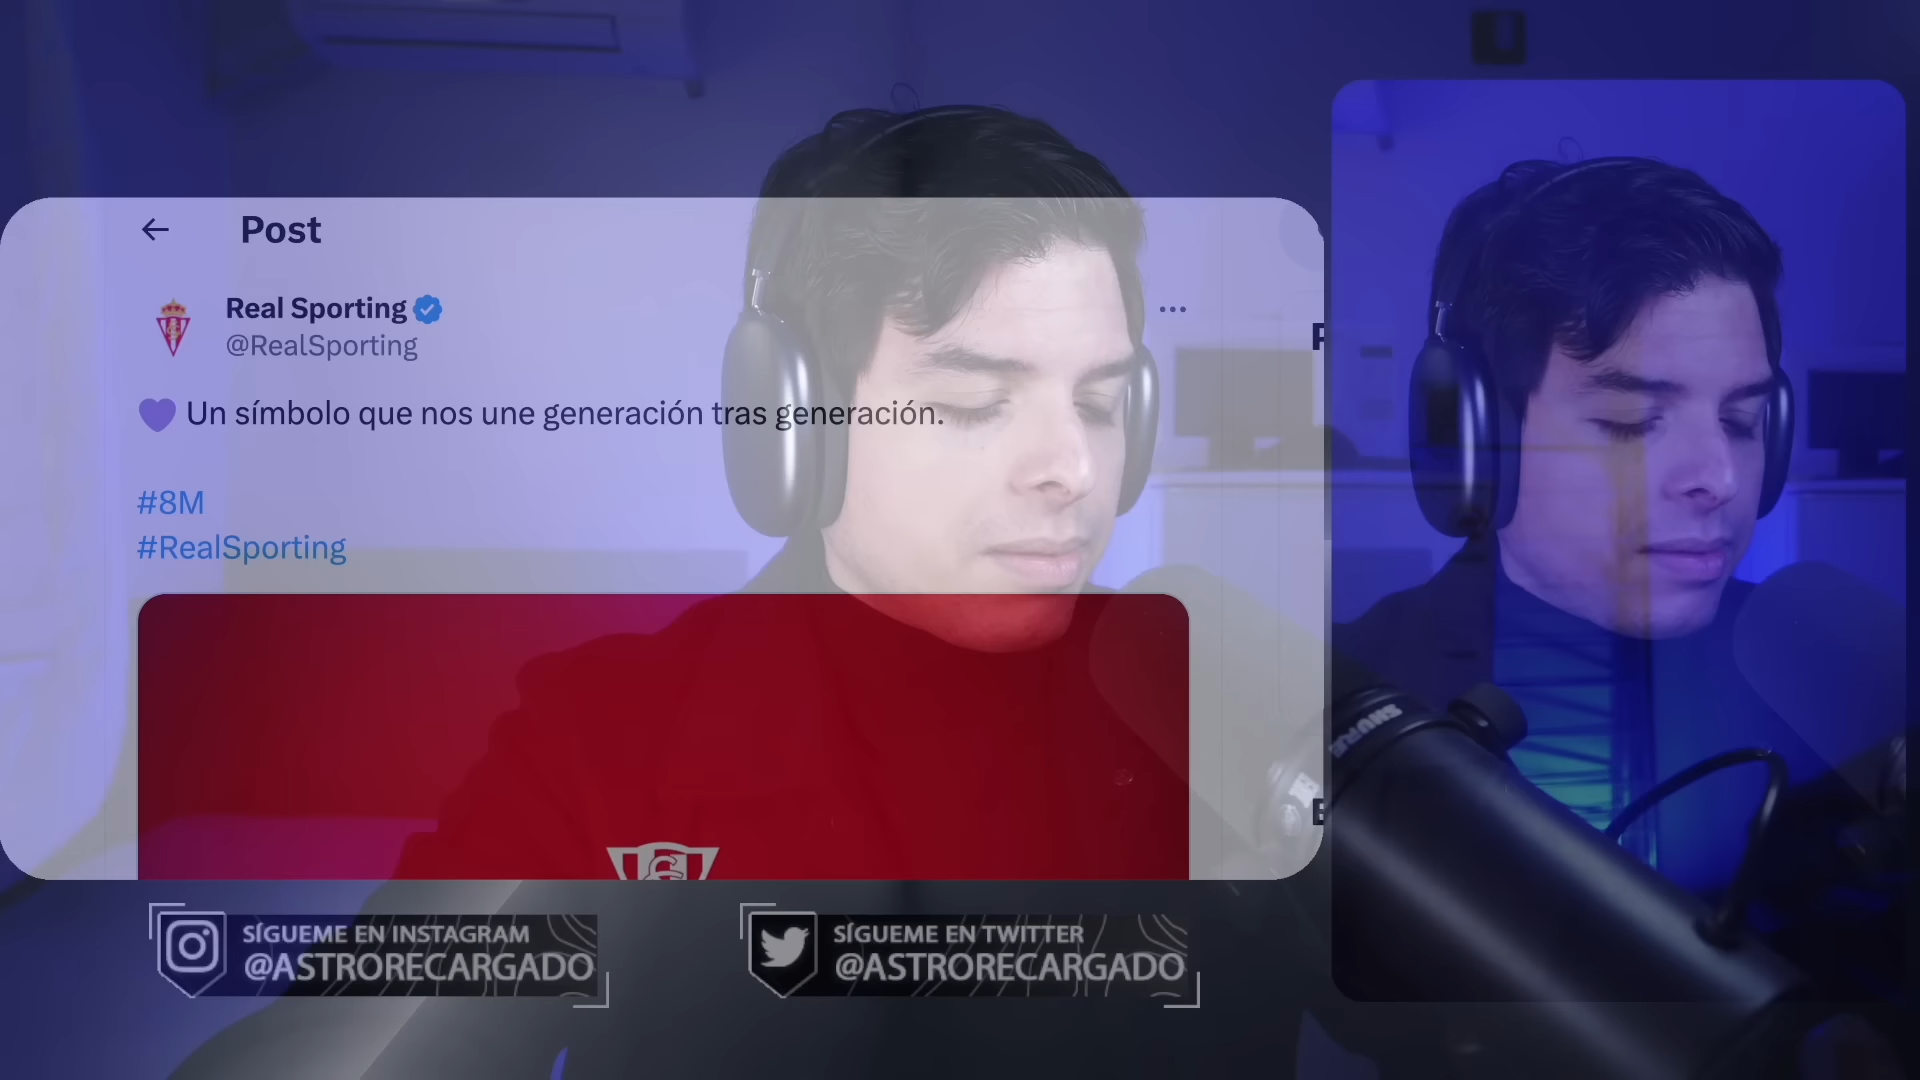 Post
Real Sporting
@RealSporting
💜 Un símbolo que nos une generación tras generación.
#8M
#RealSporting
SHURE
SÍGUEME EN INSTAGRAM
@ASTRORECARGADO
SÍGUEME EN TWITTER
@ASTRORECARGADO